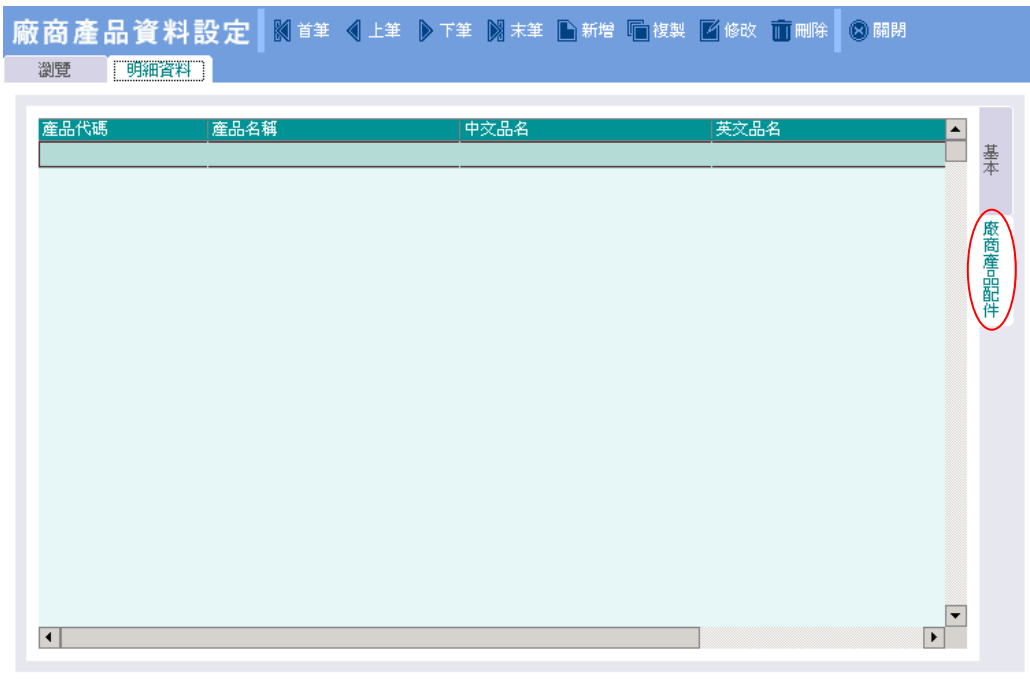 廠商產品資料設定 首筆 上筆 下筆 末筆 新增 複製 修改 刪除 關閉
瀏覽 明細資料
產品代碼 產品名稱 中文品名 英文品名
基本
廠商產品配件